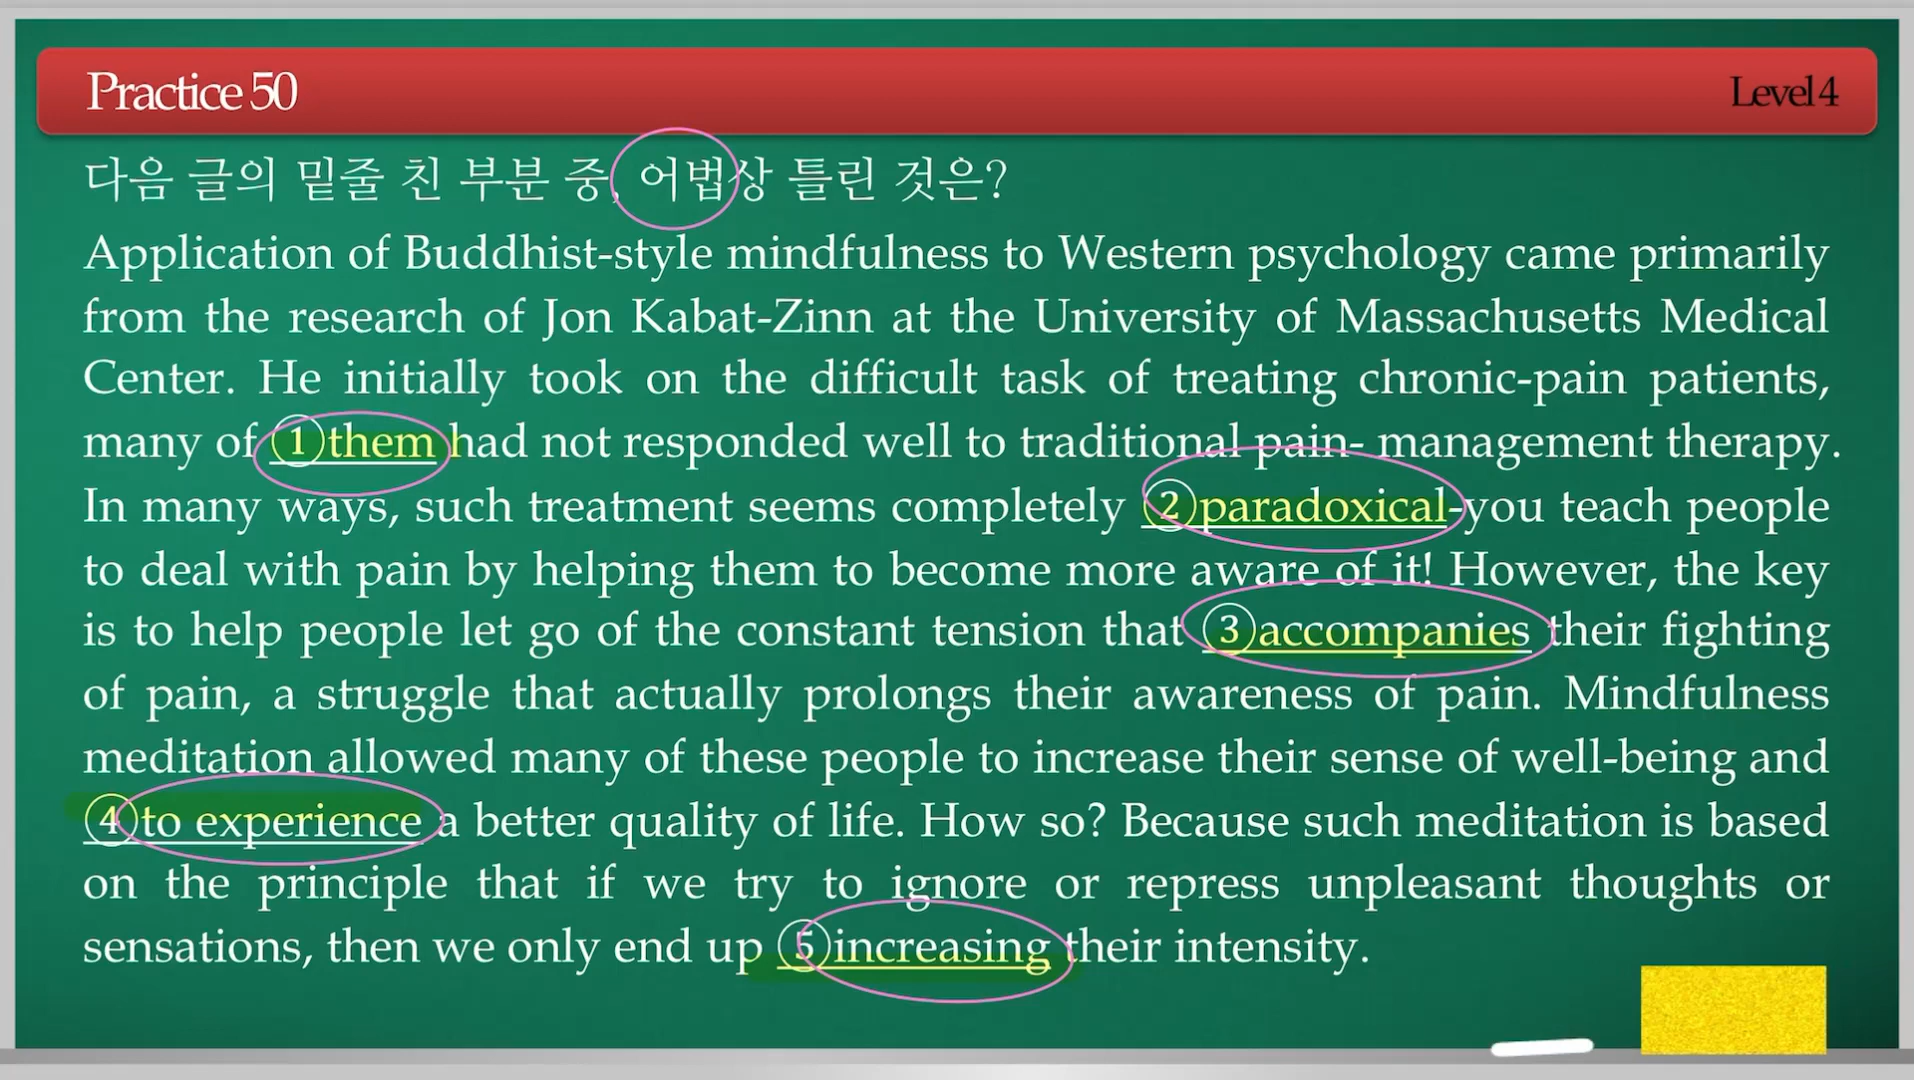 Practice 50
Level 4
다음 글의 밑줄 친 부분 중, 어법상 틀린 것은?
Application of Buddhist-style mindfulness to Western psychology came primarily
from the research of Jon Kabat-Zinn at the University of Massachusetts Medical
Center. He initially took on the difficult task of treating chronic-pain patients,
many of ①them had not responded well to traditional pain- management therapy.
In many ways, such treatment seems completely ②paradoxical-you teach people
to deal with pain by helping them to become more aware of it! However, the key
is to help people let go of the constant tension that ③accompanies their fighting
of pain, a struggle that actually prolongs their awareness of pain. Mindfulness
meditation allowed many of these people to increase their sense of well-being and
④to experience a better quality of life. How so? Because such meditation is based
on the principle that if we try to ignore or repress unpleasant thoughts or
sensations, then we only end up ⑤increasing their intensity.